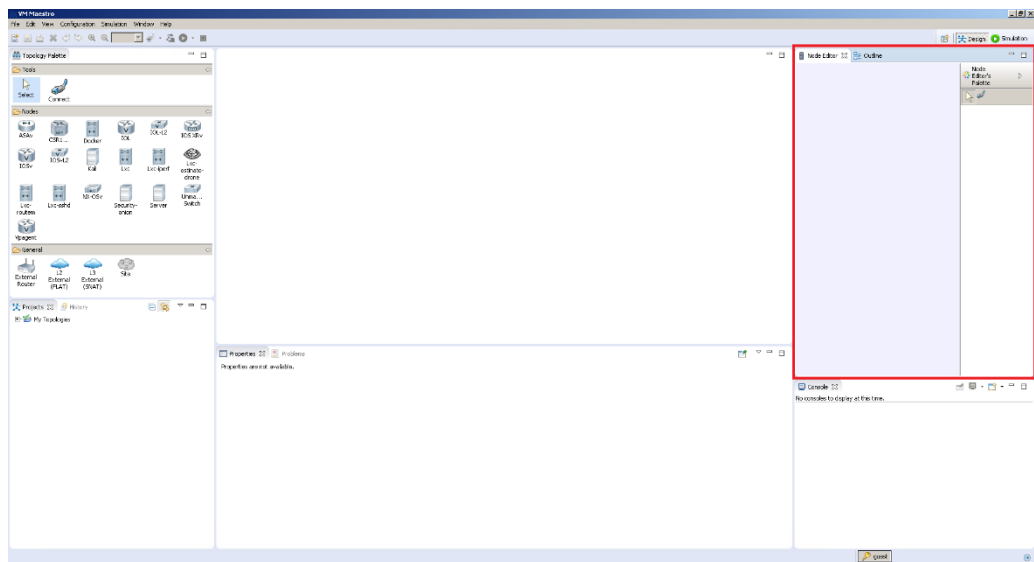 VM Maestro
File Edit View Configuration Simulation Window Help
Design Simulation
Topology Palette
Tools
Select Connect
Nodes
ASAv CSR1... Docker IOL IOL-L2 IOS XRv
IOSv IOSv-L2 Kali Lxc Lxc-iperf Lxc-ostinato-drone
Lxc-routem Lxc-sshd NX-OSv Security-onion Server Unma... Switch
Vpagent
General
External Router L2 External (FLAT) L3 External (SNAT) Site
Projects History
My Topologies
Properties Problems
Properties are not available.
Node Editor Outline
Node Editor's Palette
Console
No consoles to display at this time.
guest